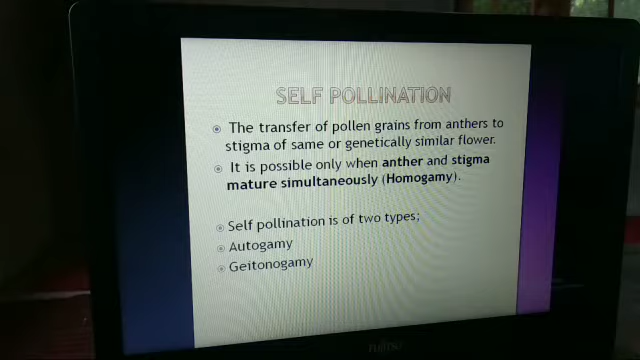 SELF POLLINATION
The transfer of pollen grains from anthers to
stigma of same or genetically similar flower.
It is possible only when anther and stigma
mature simultaneously (Homogamy).
Self pollination is of two types;
Autogamy
Geitonogamy
FUJITSU